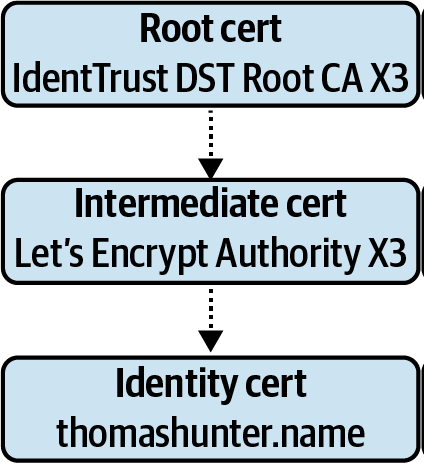 Root cert
IdentTrust DST Root CA X3
Intermediate cert
Let’s Encrypt Authority X3
Identity cert
thomashunter.name